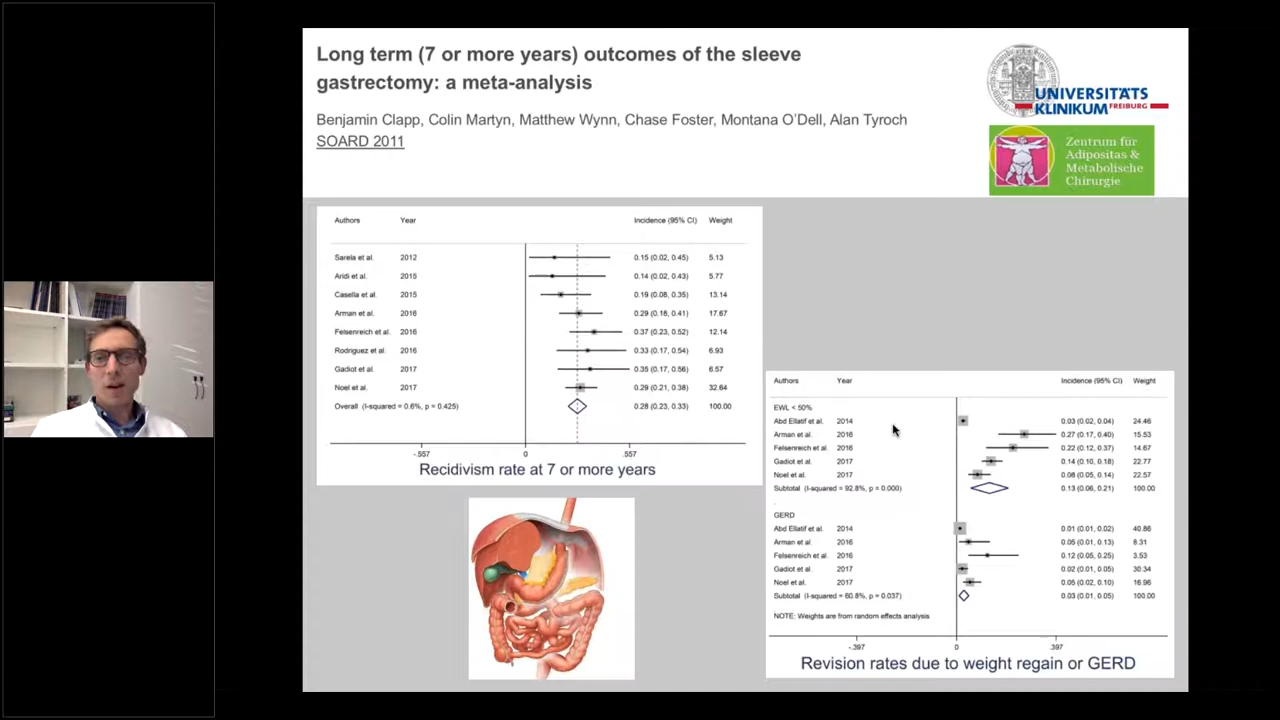 Long term (7 or more years) outcomes of the sleeve
gastrectomy: a meta-analysis
Benjamin Clapp, Colin Martyn, Matthew Wynn, Chase Foster, Montana O'Dell, Alan Tyroch
SOARD 2011
UNIVERSITÄTS
KLINIKUM FREIBURG
Zentrum für
Adipositas &
Metabolische
Chirurgie
Authors Year Incidence (95% CI) Weight
Sarela et al. 2012 0.15 (0.02, 0.45) 5.13
Aridi et al. 2015 0.14 (0.02, 0.43) 5.77
Casella et al. 2015 0.19 (0.08, 0.35) 13.14
Arman et al. 2016 0.29 (0.18, 0.41) 17.67
Felsenreich et al. 2016 0.37 (0.23, 0.52) 12.14
Rodriguez et al. 2016 0.33 (0.17, 0.54) 6.93
Gadiot et al. 2017 0.35 (0.17, 0.56) 6.57
Noel et al. 2017 0.29 (0.21, 0.38) 32.64
Overall (I-squared = 0.6%, p = 0.425) 0.28 (0.23, 0.33) 100.00
-.557 0 .557
Recidivism rate at 7 or more years
Authors Year Incidence (95% CI) Weight
EWL < 50%
Abd Ellatif et al. 2014 0.03 (0.02, 0.04) 24.46
Arman et al. 2016 0.27 (0.17, 0.40) 15.53
Felsenreich et al. 2016 0.22 (0.12, 0.37) 14.67
Gadiot et al. 2017 0.14 (0.10, 0.18) 22.77
Noel et al. 2017 0.08 (0.05, 0.14) 22.57
Subtotal (I-squared = 92.8%, p = 0.000) 0.13 (0.06, 0.21) 100.00
.
GERD
Abd Ellatif et al. 2014 0.01 (0.01, 0.02) 40.86
Arman et al. 2016 0.05 (0.01, 0.13) 8.31
Felsenreich et al. 2016 0.12 (0.05, 0.25) 3.53
Gadiot et al. 2017 0.02 (0.01, 0.05) 30.34
Noel et al. 2017 0.05 (0.02, 0.10) 16.96
Subtotal (I-squared = 60.8%, p = 0.037) 0.03 (0.01, 0.05) 100.00
NOTE: Weights are from random effects analysis
-.397 0 .397
Revision rates due to weight regain or GERD